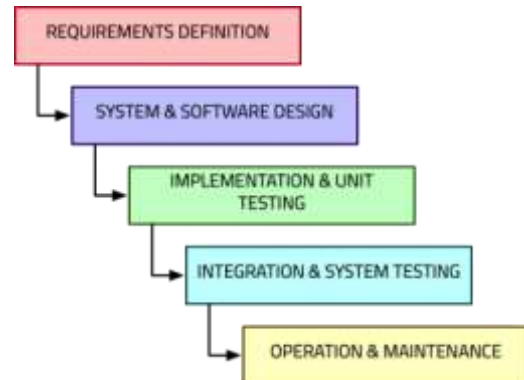 REQUIREMENTS DEFINITION
SYSTEM & SOFTWARE DESIGN
IMPLEMENTATION & UNIT
TESTING
INTEGRATION & SYSTEM TESTING
OPERATION & MAINTENANCE